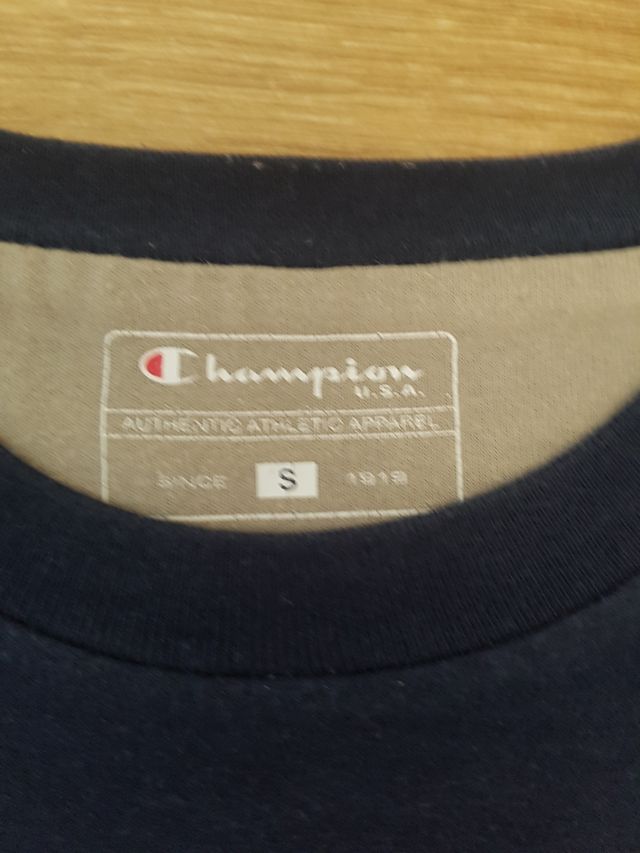 Champion
U.S.A.
AUTHENTIC ATHLETIC APPAREL
SINCE S 1919